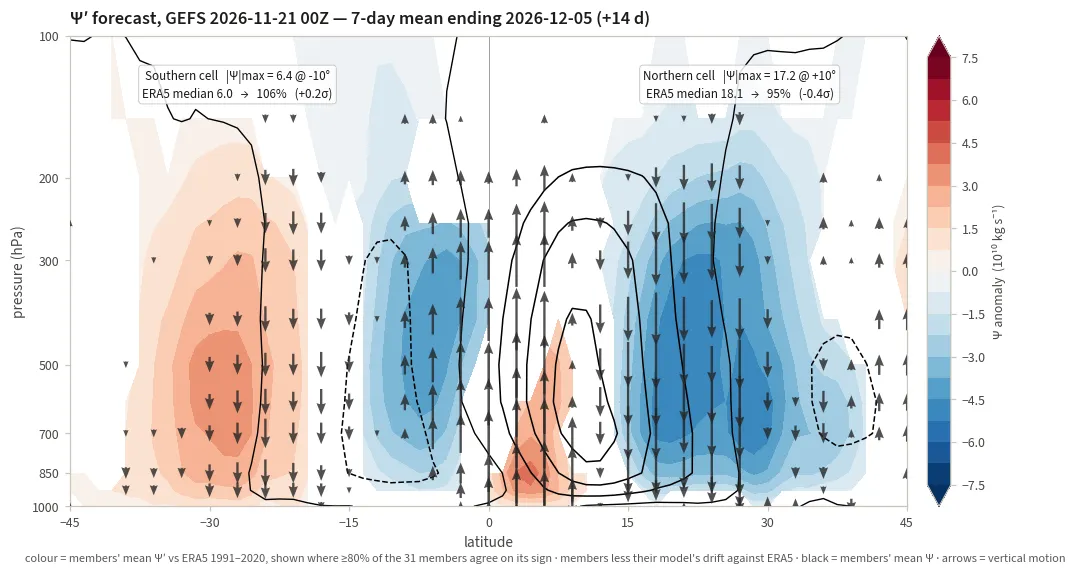 Ψ′ forecast, GEFS 2026-11-21 00Z — 7-day mean ending 2026-12-05 (+14 d)
Southern cell |Ψ|max = 6.4 @ -10°
ERA5 median 6.0 → 106% (+0.2σ)
Northern cell |Ψ|max = 17.2 @ +10°
ERA5 median 18.1 → 95% (-0.4σ)
pressure (hPa)
100
200
300
400
500
700
850
1000
−45
−30
−15
0
15
30
45
latitude
7.5
6.0
4.5
3.0
1.5
0.0
−1.5
−3.0
−4.5
−6.0
−7.5
Ψ anomaly (10¹⁰ kg s⁻¹)
colour = members' mean Ψ′ vs ERA5 1991–2020, shown where ≥80% of the 31 members agree on its sign · members less their model's drift against ERA5 · black = members' mean Ψ · arrows = vertical motion